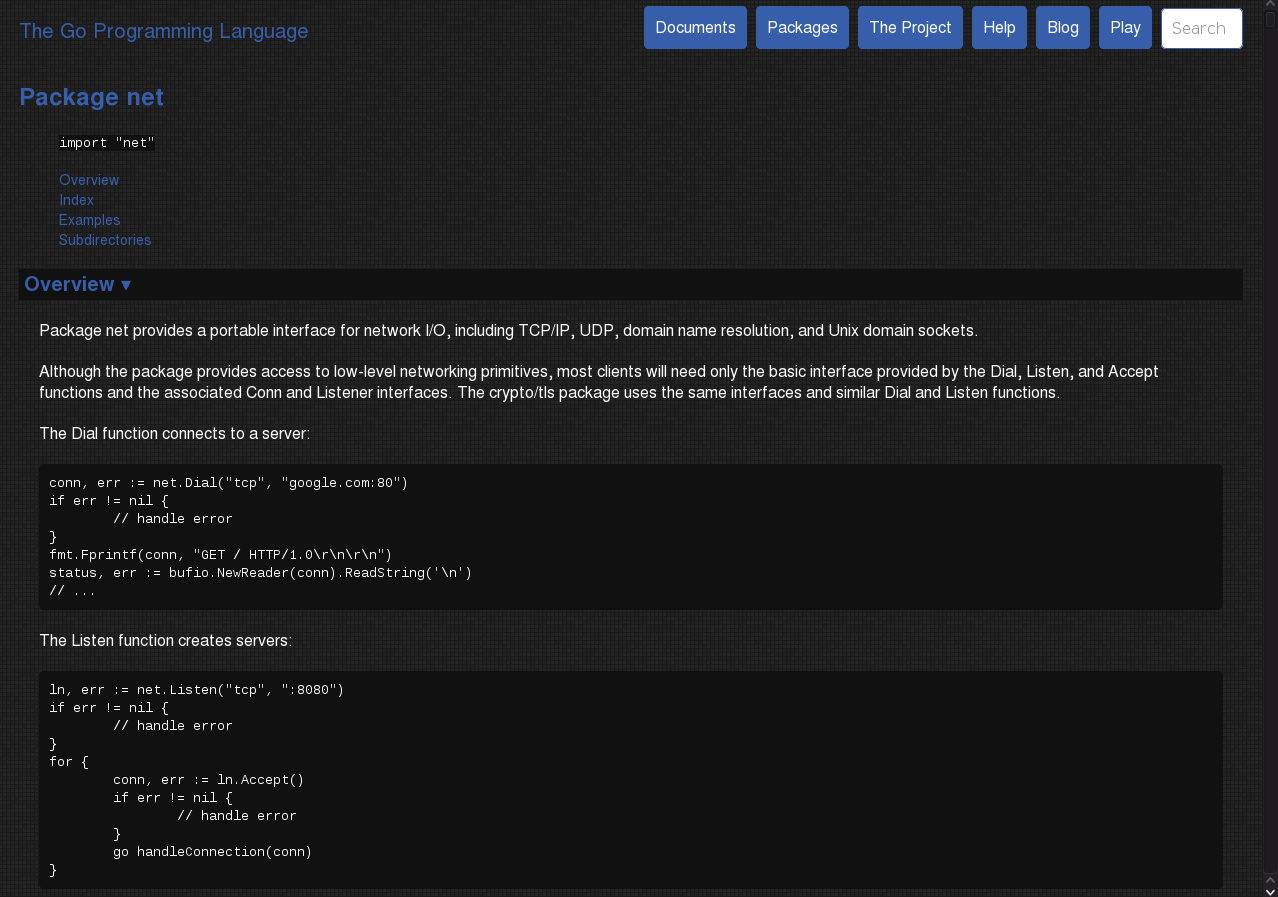 The Go Programming Language
Documents Packages The Project Help Blog Play Search
Package net
import "net"
Overview
Index
Examples
Subdirectories
Overview ▾
Package net provides a portable interface for network I/O, including TCP/IP, UDP, domain name resolution, and Unix domain sockets.
Although the package provides access to low-level networking primitives, most clients will need only the basic interface provided by the Dial, Listen, and Accept
functions and the associated Conn and Listener interfaces. The crypto/tls package uses the same interfaces and similar Dial and Listen functions.
The Dial function connects to a server:
conn, err := net.Dial("tcp", "google.com:80")
if err != nil {
        // handle error
}
fmt.Fprintf(conn, "GET / HTTP/1.0\r\n\r\n")
status, err := bufio.NewReader(conn).ReadString('\n')
// ...
The Listen function creates servers:
ln, err := net.Listen("tcp", ":8080")
if err != nil {
        // handle error
}
for {
        conn, err := ln.Accept()
        if err != nil {
                // handle error
        }
        go handleConnection(conn)
}